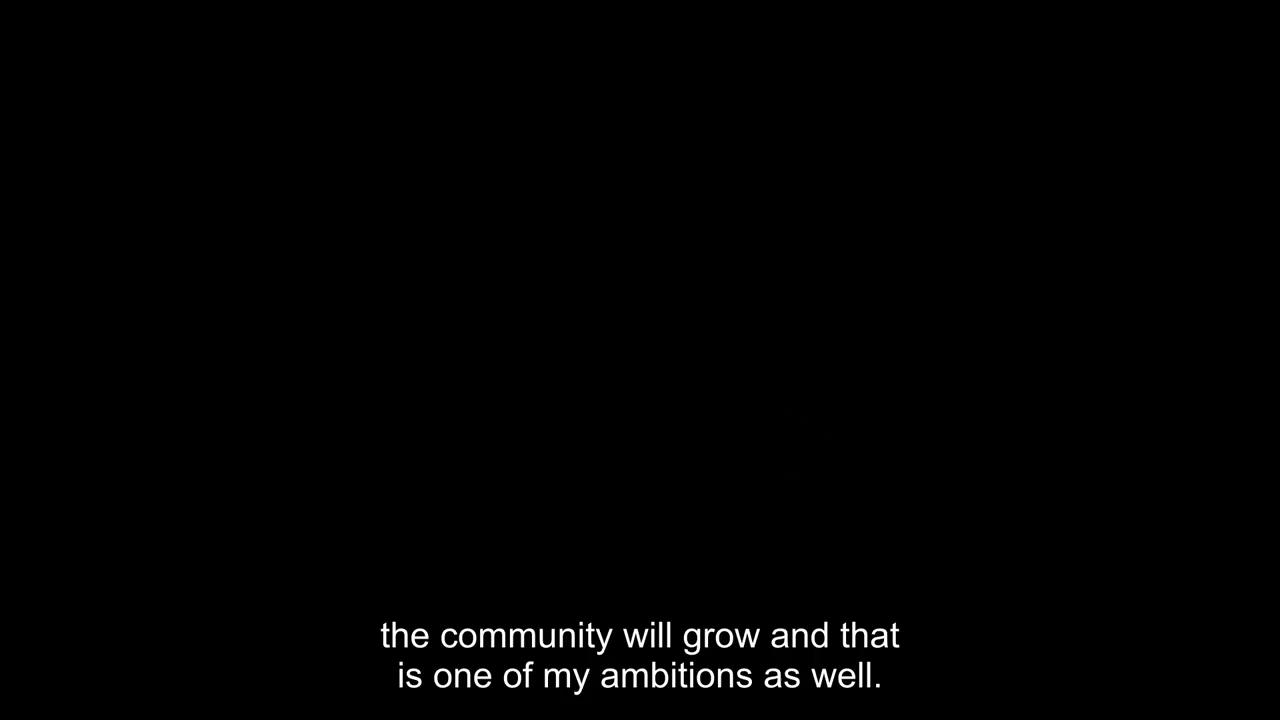 the community will grow and that
is one of my ambitions as well.